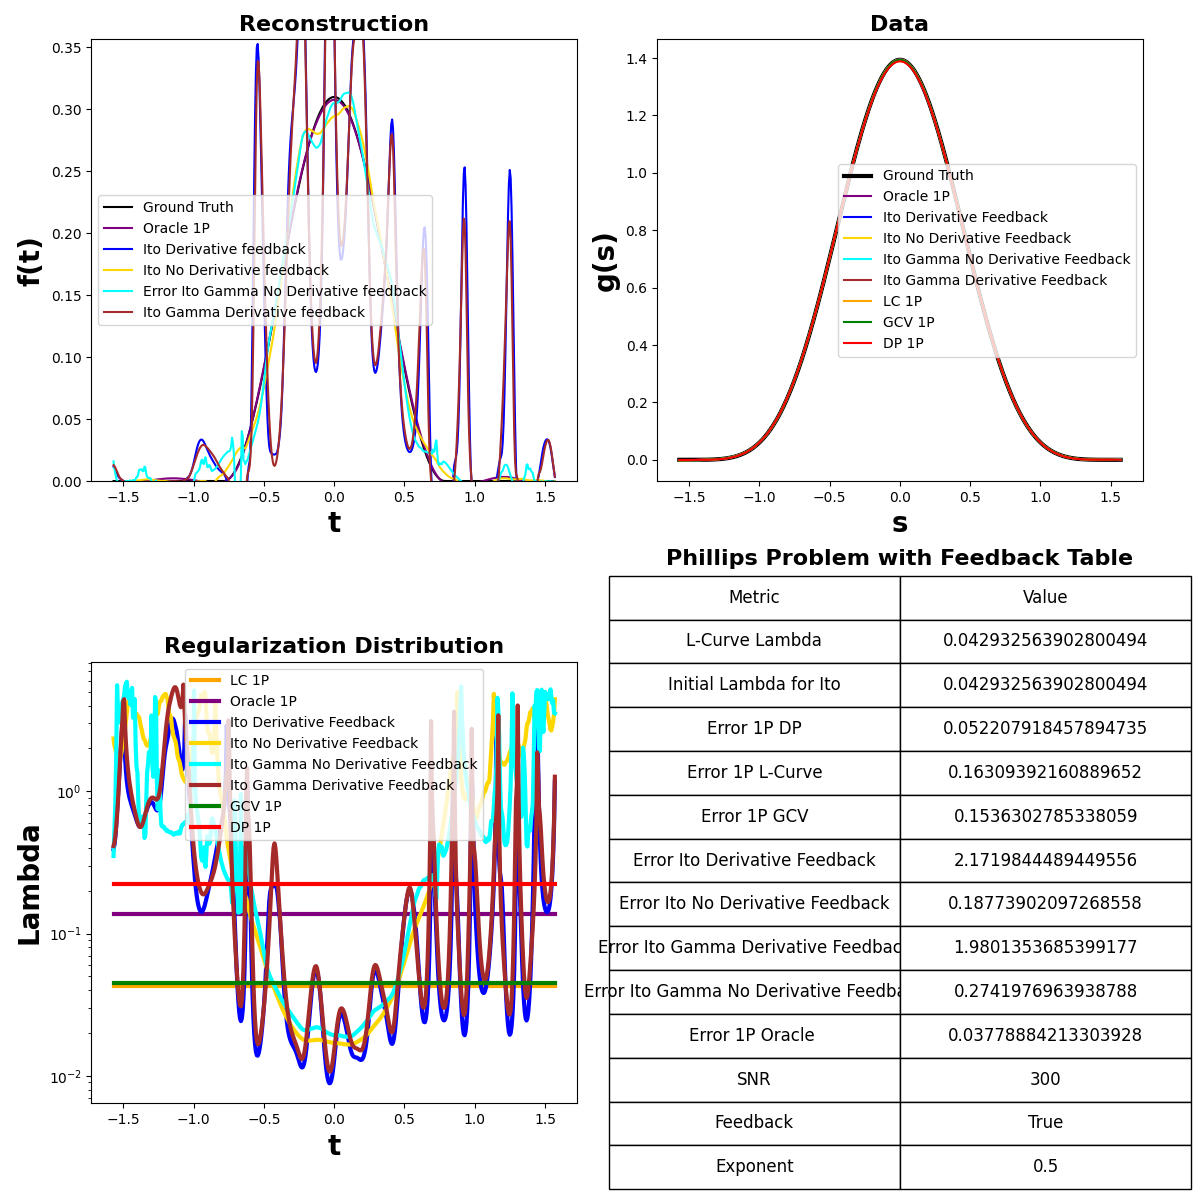 Reconstruction
f(t)
0.35
0.30
0.25
0.20
0.15
0.10
0.05
0.00
Ground Truth
Oracle 1P
Ito Derivative feedback
Ito No Derivative feedback
Error Ito Gamma No Derivative feedback
Ito Gamma Derivative feedback
−1.5 −1.0 −0.5 0.0 0.5 1.0 1.5
t
Data
g(s)
1.4
1.2
1.0
0.8
0.6
0.4
0.2
0.0
Ground Truth
Oracle 1P
Ito Derivative Feedback
Ito No Derivative Feedback
Ito Gamma No Derivative Feedback
Ito Gamma Derivative Feedback
LC 1P
GCV 1P
DP 1P
−1.5 −1.0 −0.5 0.0 0.5 1.0 1.5
s
Regularization Distribution
Lambda
10⁰
10⁻¹
10⁻²
LC 1P
Oracle 1P
Ito Derivative Feedback
Ito No Derivative Feedback
Ito Gamma No Derivative Feedback
Ito Gamma Derivative Feedback
GCV 1P
DP 1P
−1.5 −1.0 −0.5 0.0 0.5 1.0 1.5
t
Phillips Problem with Feedback Table
Metric Value
L-Curve Lambda 0.042932563902800494
Initial Lambda for Ito 0.042932563902800494
Error 1P DP 0.052207918457894735
Error 1P L-Curve 0.16309392160889652
Error 1P GCV 0.1536302785338059
Error Ito Derivative Feedback 2.1719844489449556
Error Ito No Derivative Feedback 0.18773902097268558
Error Ito Gamma Derivative Feedbac 1.9801353685399177
Error Ito Gamma No Derivative Feedba 0.2741976963938788
Error 1P Oracle 0.03778884213303928
SNR 300
Feedback True
Exponent 0.5